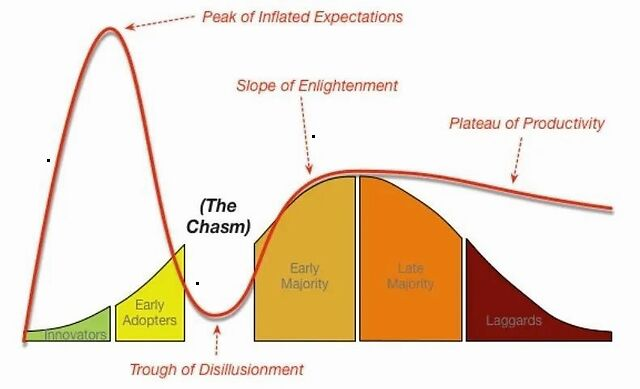 Peak of Inflated Expectations
Slope of Enlightenment
Plateau of Productivity
(The
Chasm)
Innovators
Early
Adopters
Early
Majority
Late
Majority
Laggards
Trough of Disillusionment